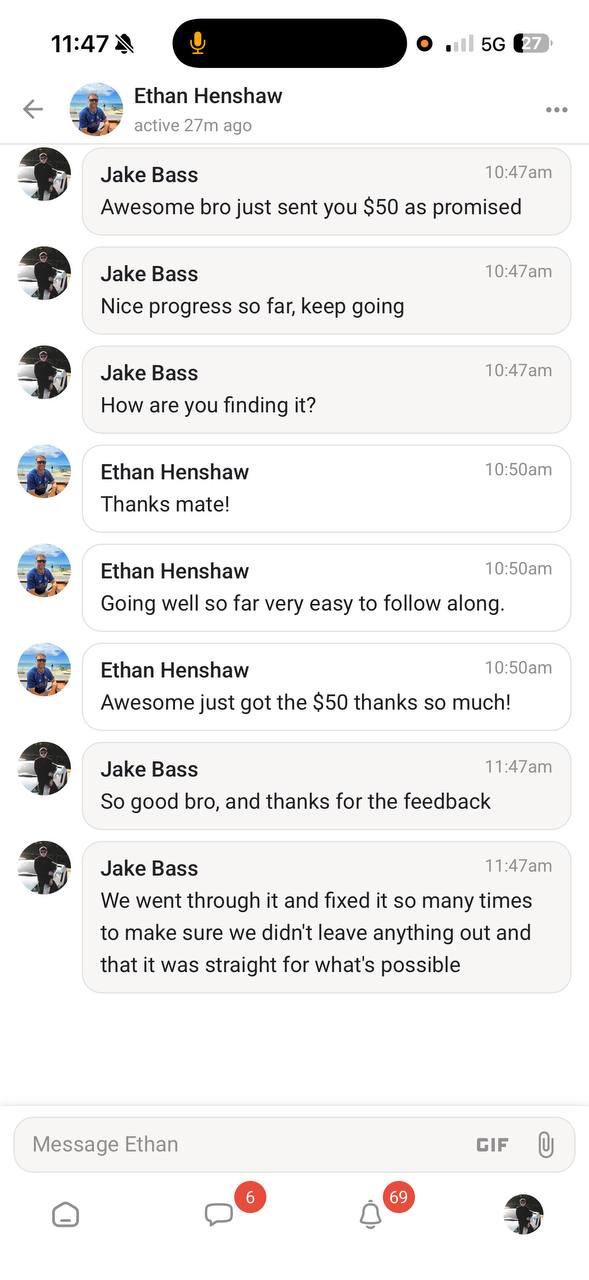 11:47
5G
27
Ethan Henshaw
active 27m ago
Jake Bass
10:47am
Awesome bro just sent you $50 as promised
Jake Bass
10:47am
Nice progress so far, keep going
Jake Bass
10:47am
How are you finding it?
Ethan Henshaw
10:50am
Thanks mate!
Ethan Henshaw
10:50am
Going well so far very easy to follow along.
Ethan Henshaw
10:50am
Awesome just got the $50 thanks so much!
Jake Bass
11:47am
So good bro, and thanks for the feedback
Jake Bass
11:47am
We went through it and fixed it so many times
to make sure we didn't leave anything out and
that it was straight for what's possible
Message Ethan
GIF
6
69